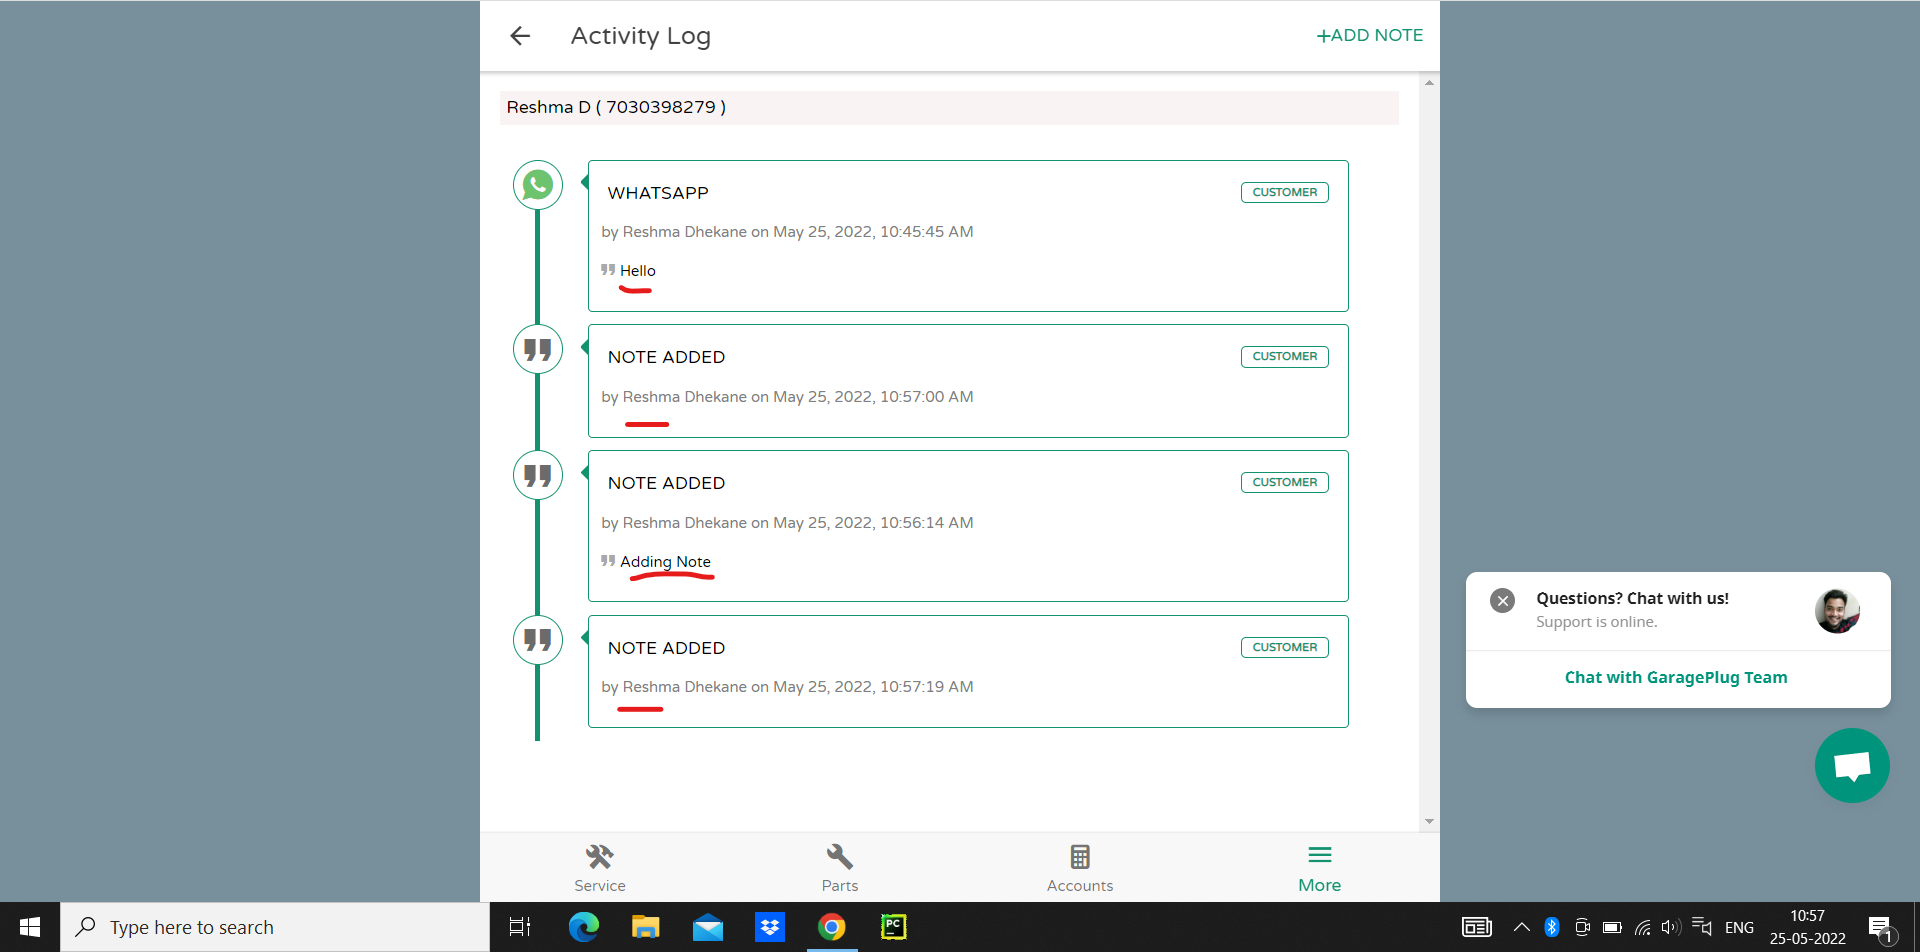 Activity Log
+ADD NOTE
Reshma D ( 7030398279 )
WHATSAPP
CUSTOMER
by Reshma Dhekane on May 25, 2022, 10:45:45 AM
Hello
NOTE ADDED
CUSTOMER
by Reshma Dhekane on May 25, 2022, 10:57:00 AM
NOTE ADDED
CUSTOMER
by Reshma Dhekane on May 25, 2022, 10:56:14 AM
Adding Note
NOTE ADDED
CUSTOMER
by Reshma Dhekane on May 25, 2022, 10:57:19 AM
Questions? Chat with us!
Support is online.
Chat with GaragePlug Team
Service
Parts
Accounts
More
Type here to search
PC
ENG
10:57
25-05-2022
1